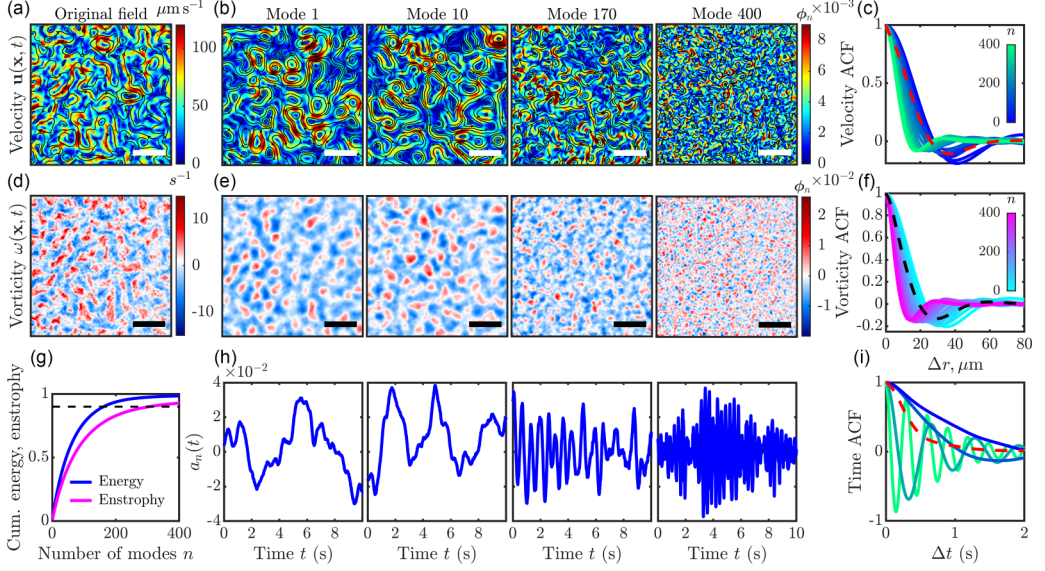 (a) Original field μm s⁻¹
Velocity u(x, t)
100
50
0
(b) Mode 1 Mode 10 Mode 170 Mode 400
ϕₙ ×10⁻³
8
6
4
2
0
(c)
Velocity ACF
1
0.5
0
n
400
200
0
(d) s⁻¹
Vorticity ω(x, t)
10
0
-10
(e)
ϕₙ ×10⁻²
2
1
0
-1
(f)
Vorticity ACF
1
0.8
0.6
0.4
0.2
0
-0.2
n
400
200
0
0 20 40 60 80
Δr, μm
(g)
Cum. energy, enstrophy
1
0.5
0
Energy
Enstrophy
0 200 400
Number of modes n
(h)
×10⁻²
aₙ(t)
4
2
0
-2
-4
0 2 4 6 8
Time t (s)
0 2 4 6 8
Time t (s)
0 2 4 6 8
Time t (s)
0 2 4 6 8 10
Time t (s)
(i)
Time ACF
1
0
-1
0 1 2
Δt (s)